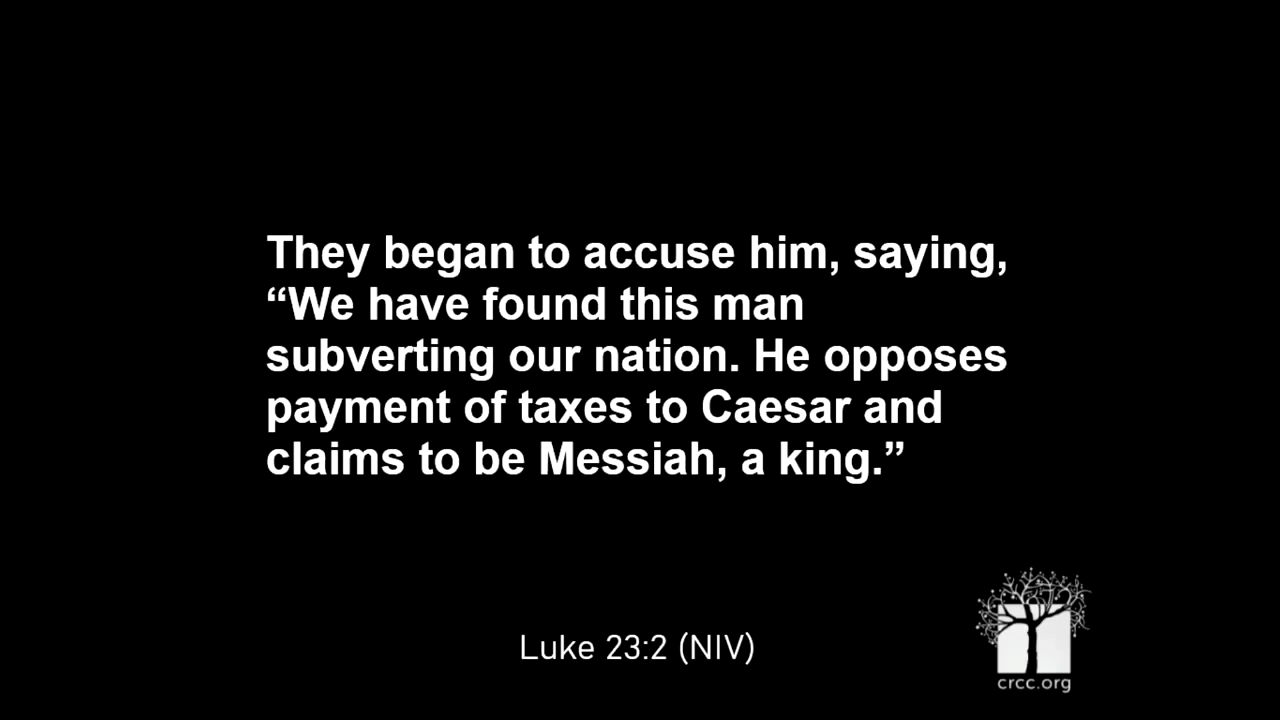 They began to accuse him, saying,
“We have found this man
subverting our nation. He opposes
payment of taxes to Caesar and
claims to be Messiah, a king.”
Luke 23:2 (NIV)
crcc.org